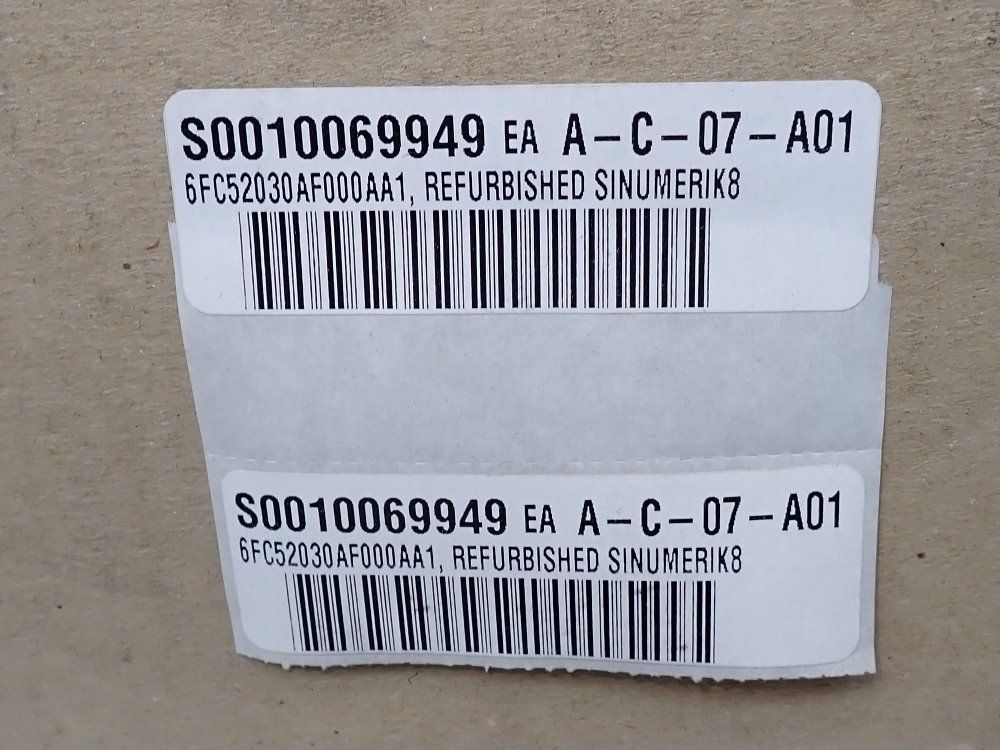 S0010069949 EA A-C-07-A01
6FC52030AF000AA1, REFURBISHED SINUMERIK8
S0010069949 EA A-C-07-A01
6FC52030AF000AA1, REFURBISHED SINUMERIK8